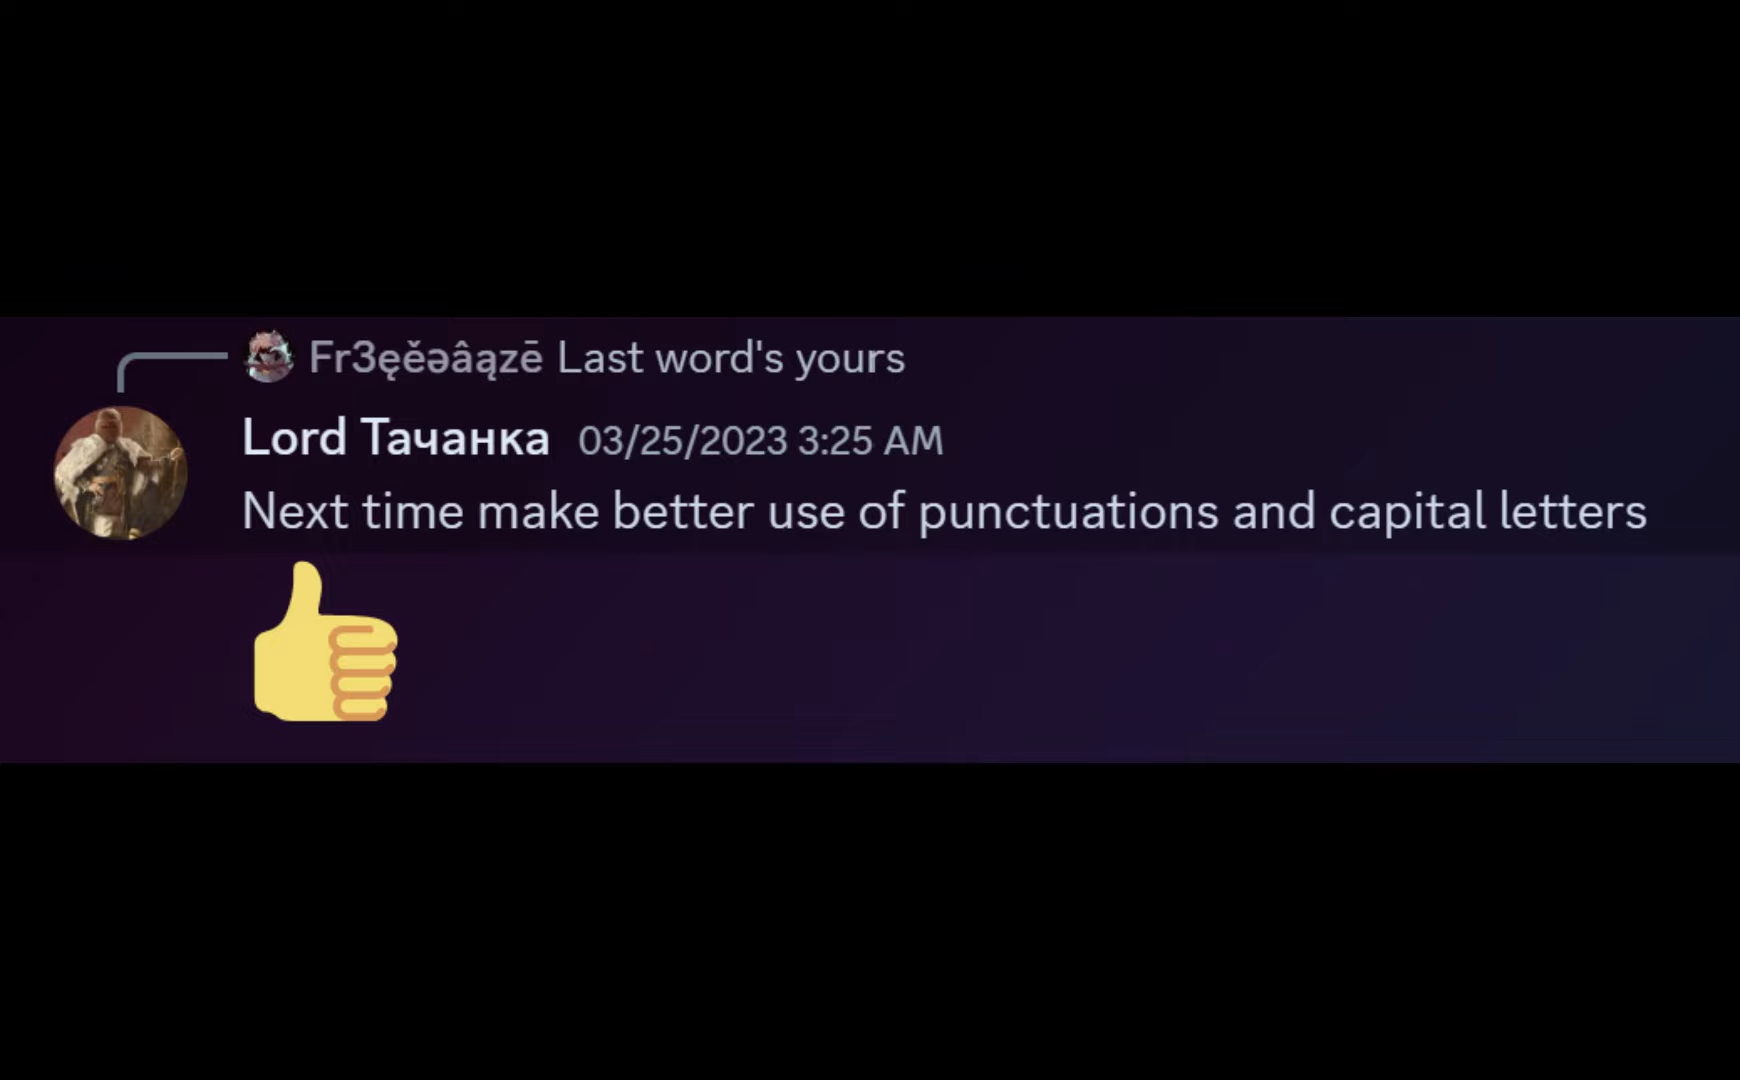 Fr3ęěəâązē Last word's yours
Lord Тачанка 03/25/2023 3:25 AM
Next time make better use of punctuations and capital letters